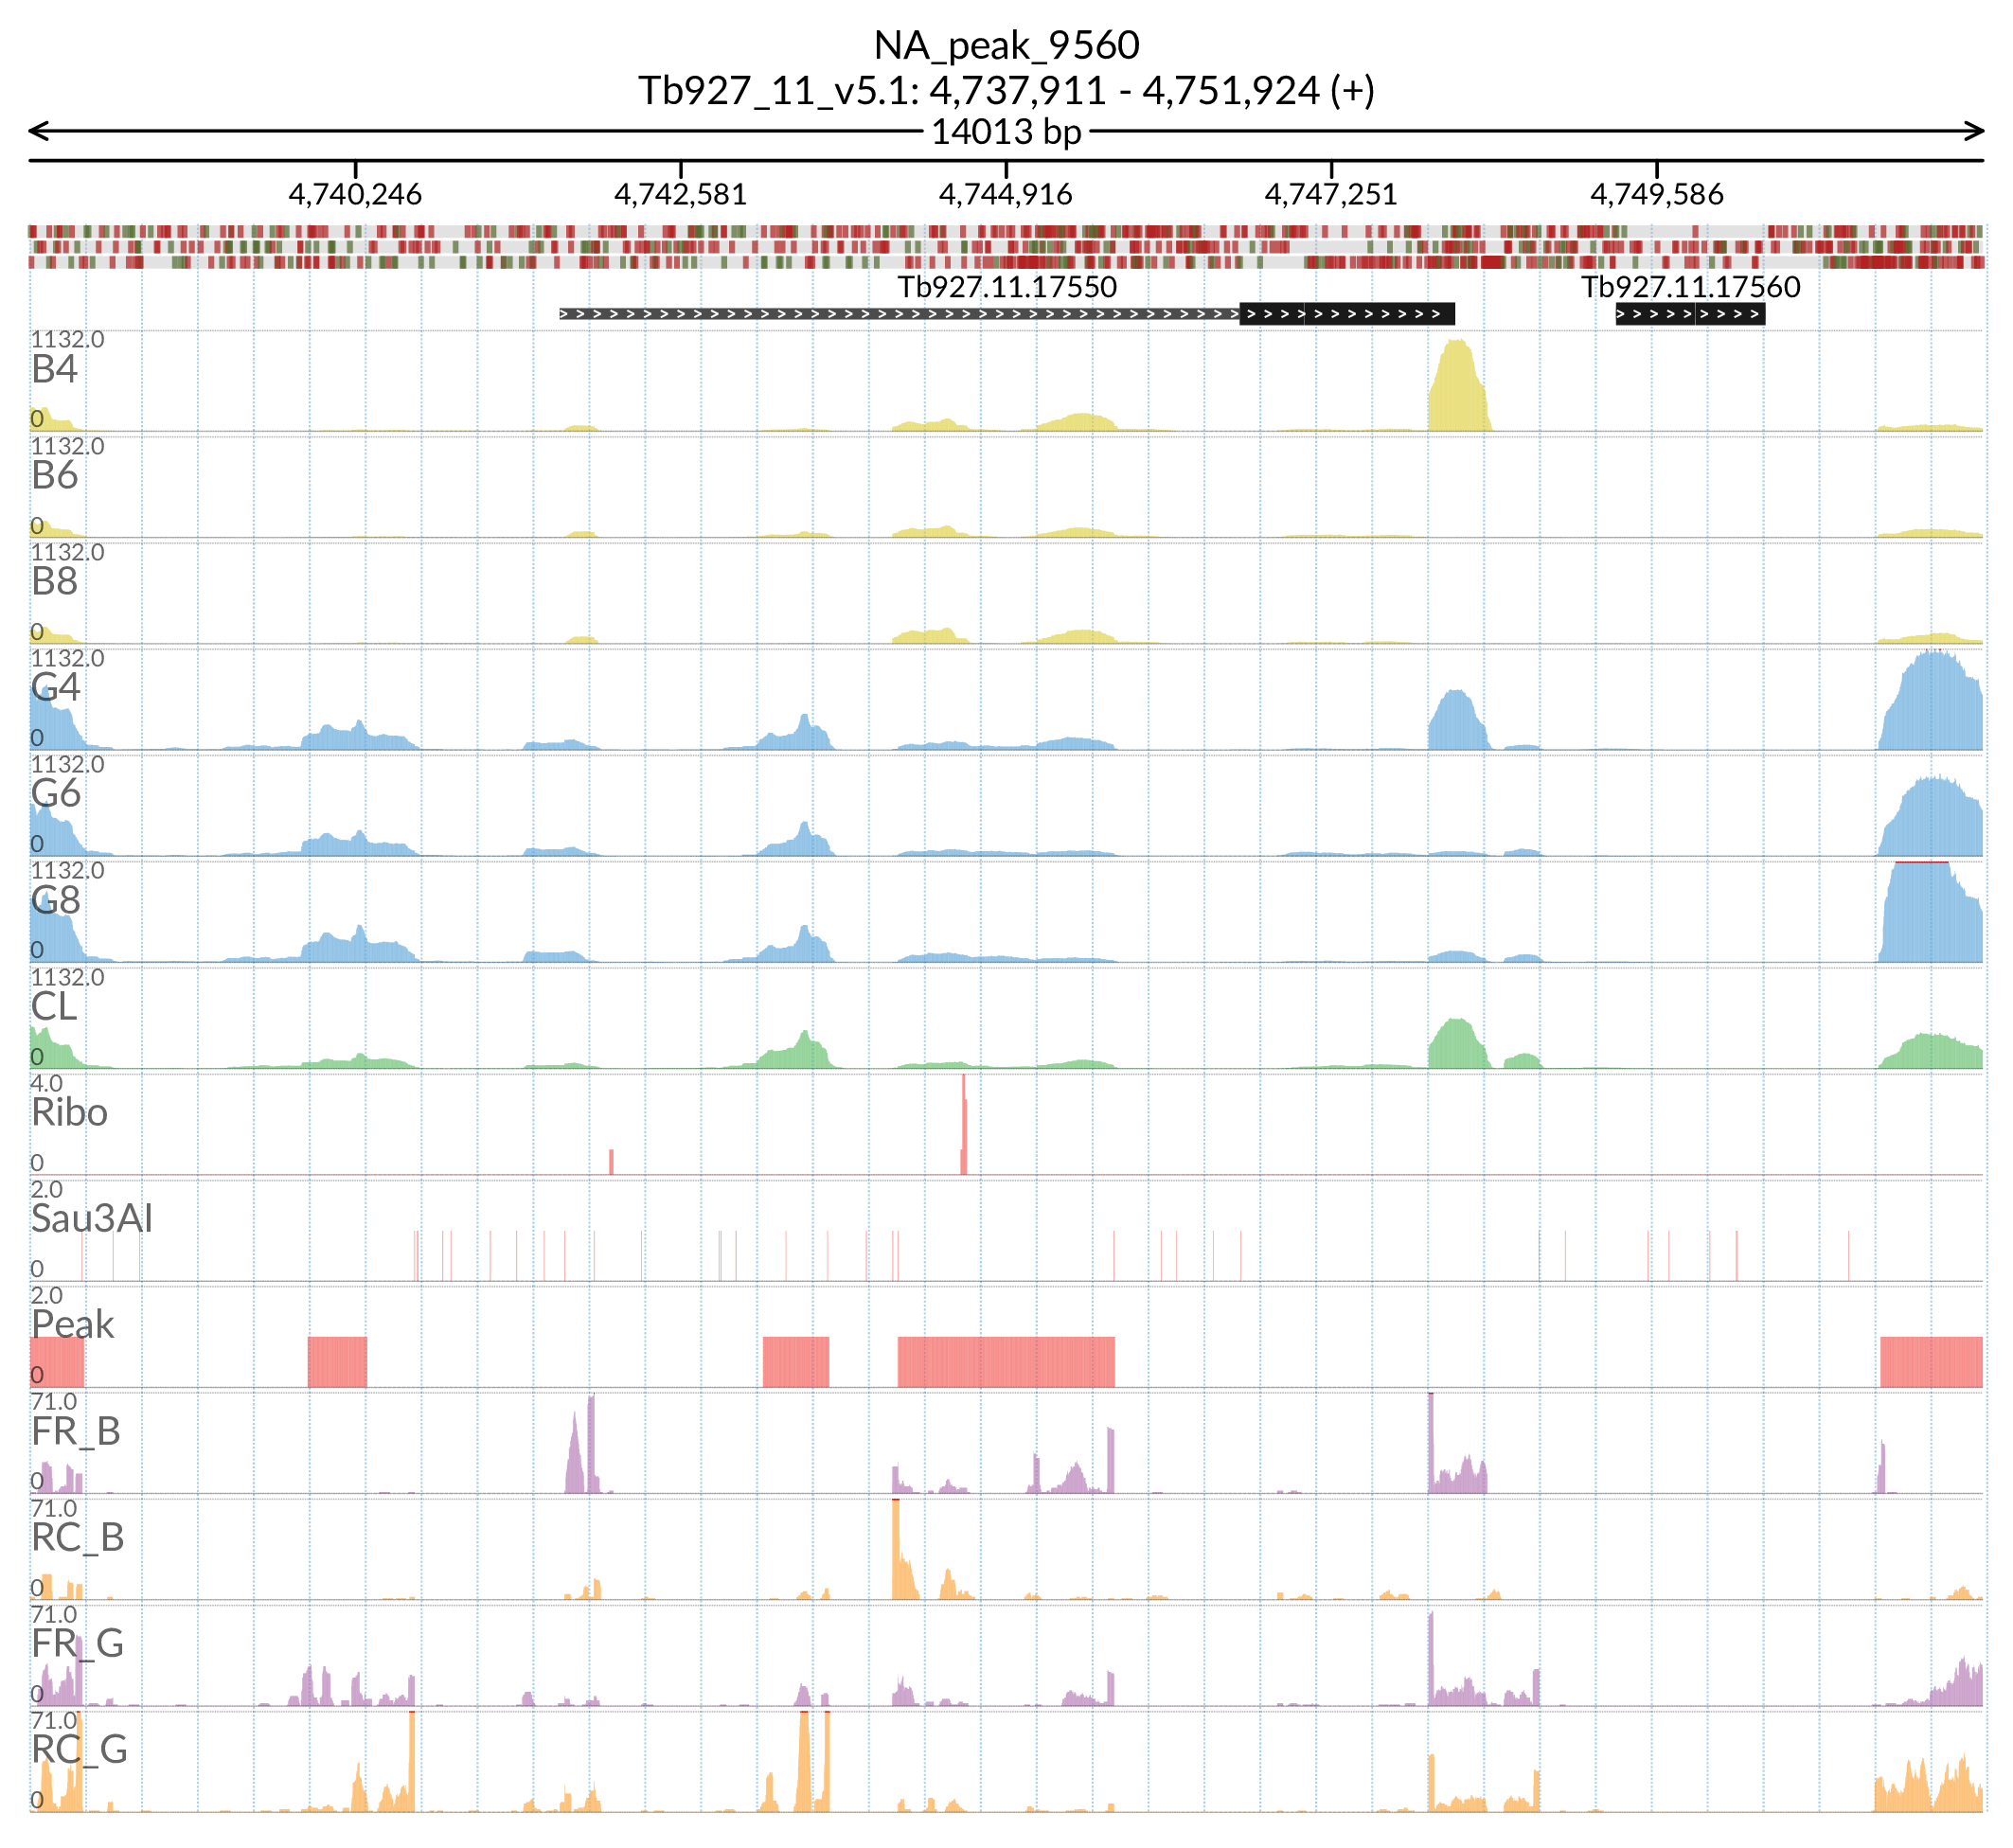 NA_peak_9560
Tb927_11_v5.1: 4,737,911 - 4,751,924 (+)
14013 bp
4,740,246 4,742,581 4,744,916 4,747,251 4,749,586
Tb927.11.17550 Tb927.11.17560
1132.0
B4
0
1132.0
B6
0
1132.0
B8
0
1132.0
G4
0
1132.0
G6
0
1132.0
G8
0
1132.0
CL
0
4.0
Ribo
0
2.0
Sau3AI
0
2.0
Peak
0
71.0
FR_B
0
71.0
RC_B
0
71.0
FR_G
0
71.0
RC_G
0